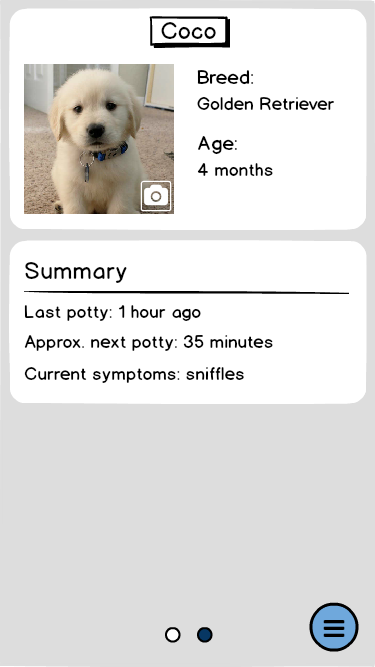 Coco
Breed:
Golden Retriever
Age:
4 months
Summary
Last potty: 1 hour ago
Approx. next potty: 35 minutes
Current symptoms: sniffles